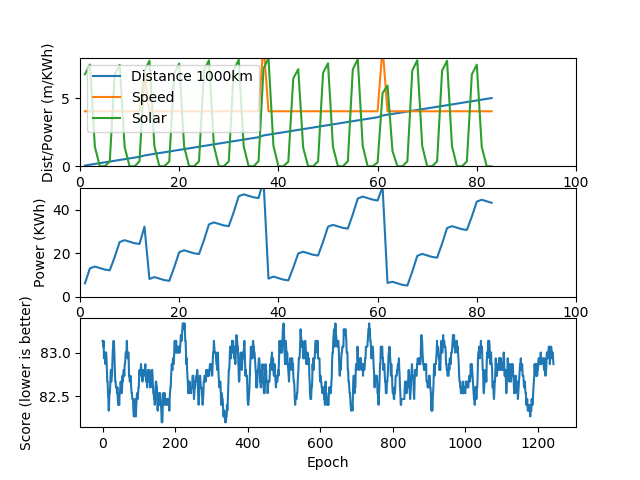 Dist/Power (m/KWh)
5
0
Distance 1000km
Speed
Solar
0 20 40 60 80 100
Power (KWh)
40
20
0
0 20 40 60 80 100
Score (lower is better)
83.0
82.5
0 200 400 600 800 1000 1200
Epoch